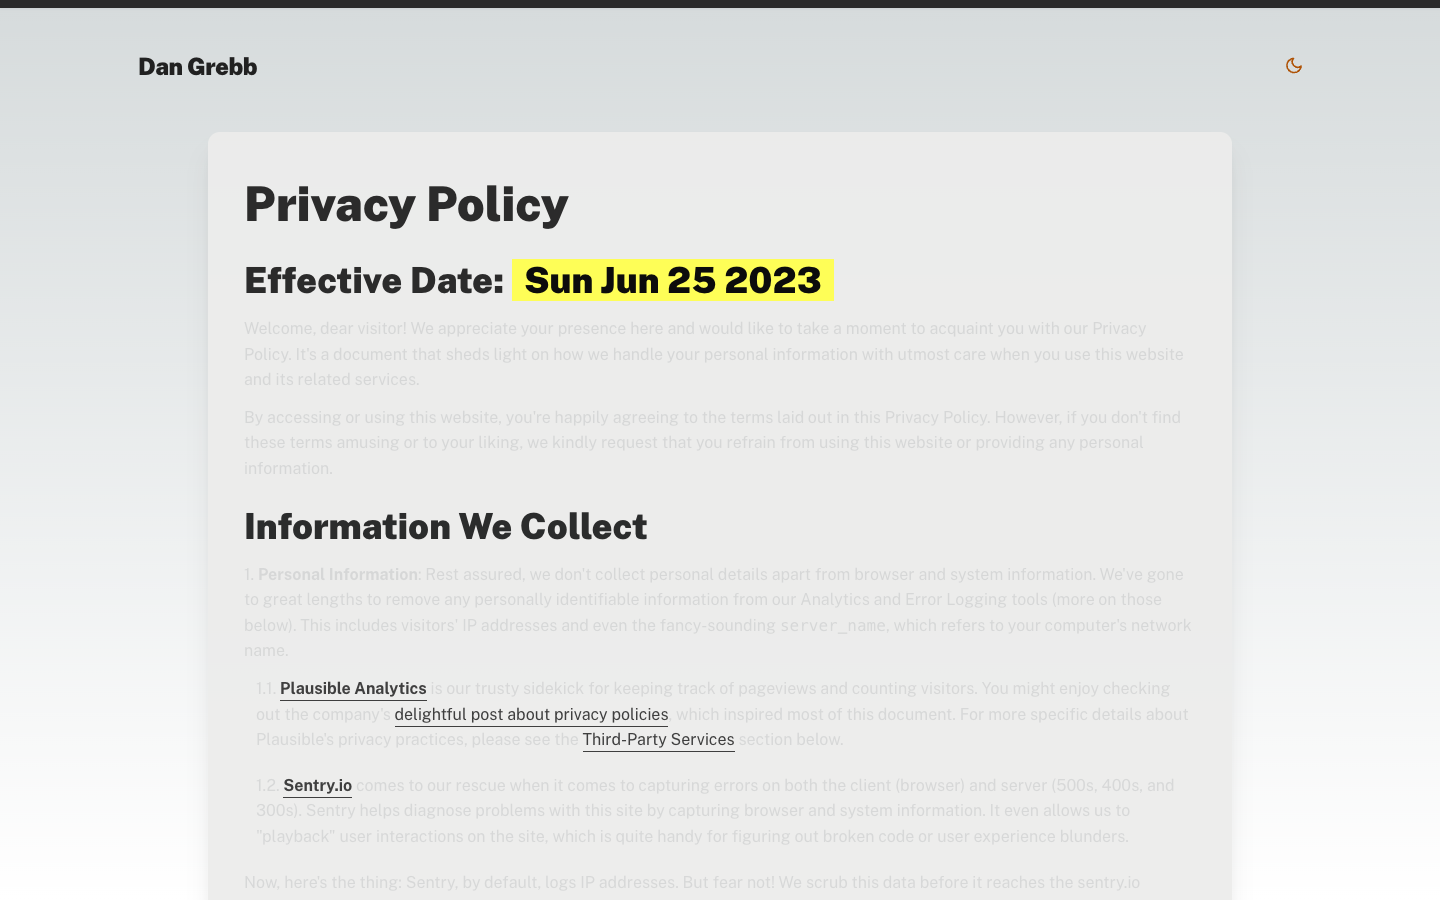 Dan Grebb
Privacy Policy
Effective Date: Sun Jun 25 2023
Welcome, dear visitor! We appreciate your presence here and would like to take a moment to acquaint you with our Privacy
Policy. It's a document that sheds light on how we handle your personal information with utmost care when you use this website
and its related services.
By accessing or using this website, you're happily agreeing to the terms laid out in this Privacy Policy. However, if you don't find
these terms amusing or to your liking, we kindly request that you refrain from using this website or providing any personal
information.
Information We Collect
1. Personal Information: Rest assured, we don't collect personal details apart from browser and system information. We've gone
to great lengths to remove any personally identifiable information from our Analytics and Error Logging tools (more on those
below). This includes visitors' IP addresses and even the fancy-sounding server_name, which refers to your computer's network
name.
1.1. Plausible Analytics is our trusty sidekick for keeping track of pageviews and counting visitors. You might enjoy checking
out the company's delightful post about privacy policies, which inspired most of this document. For more specific details about
Plausible's privacy practices, please see the Third-Party Services section below.
1.2. Sentry.io comes to our rescue when it comes to capturing errors on both the client (browser) and server (500s, 400s, and
300s). Sentry helps diagnose problems with this site by capturing browser and system information. It even allows us to
"playback" user interactions on the site, which is quite handy for figuring out broken code or user experience blunders.
Now, here's the thing: Sentry, by default, logs IP addresses. But fear not! We scrub this data before it reaches the sentry.io